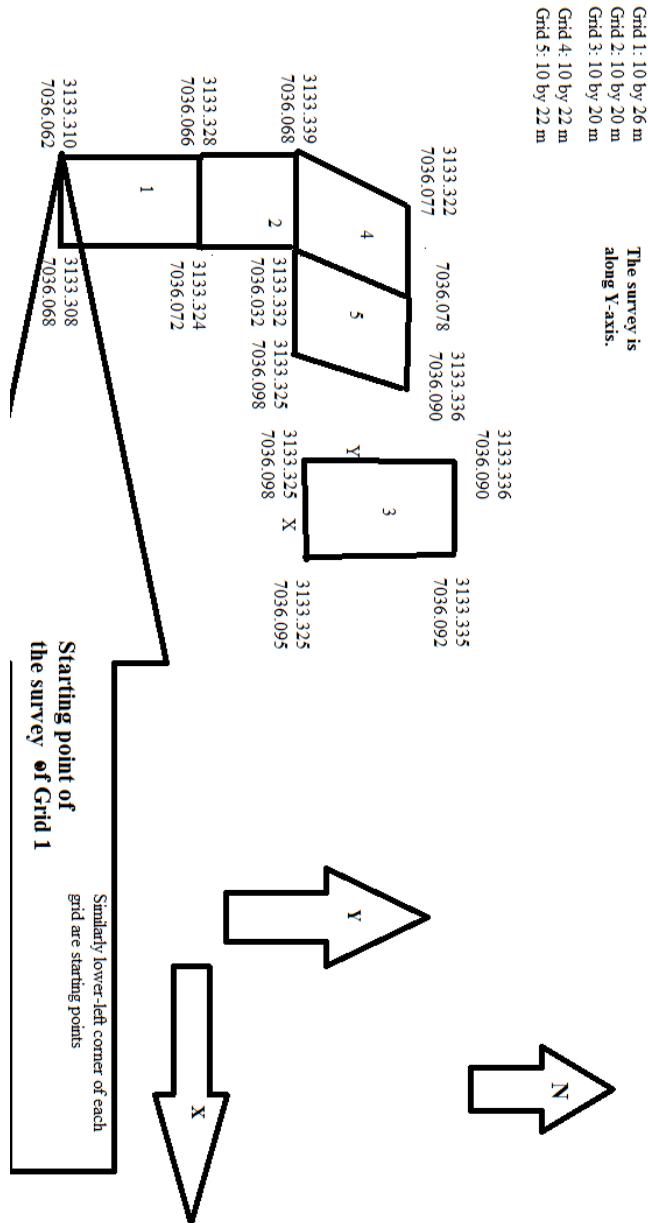 Grid 1: 10 by 26 m
Grid 2: 10 by 20 m
Grid 3: 10 by 20 m
Grid 4: 10 by 22 m
Grid 5: 10 by 22 m
The survey is
along Y-axis.
N
3133.336
7036.090
3133.336
7036.090
3133.335
7036.092
3133.322
7036.077
7036.078
4
5
3
Y
Y
3133.339
7036.068
2
3133.332
7036.032
3133.325
7036.098
3133.325
7036.098
X
3133.325
7036.095
3133.328
7036.066
3133.324
7036.072
X
1
3133.310
7036.062
3133.308
7036.068
Starting point of
the survey of Grid 1
Similarly lower-left corner of each
grid are starting points